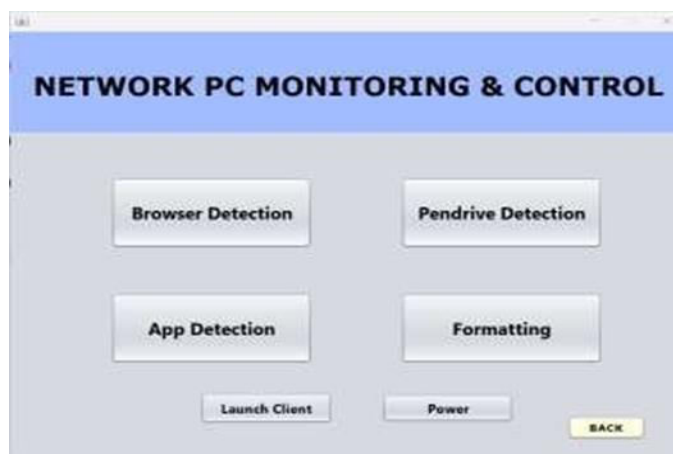 NETWORK PC MONITORING & CONTROL
Browser Detection
Pendrive Detection
App Detection
Formatting
Launch Client
Power
BACK